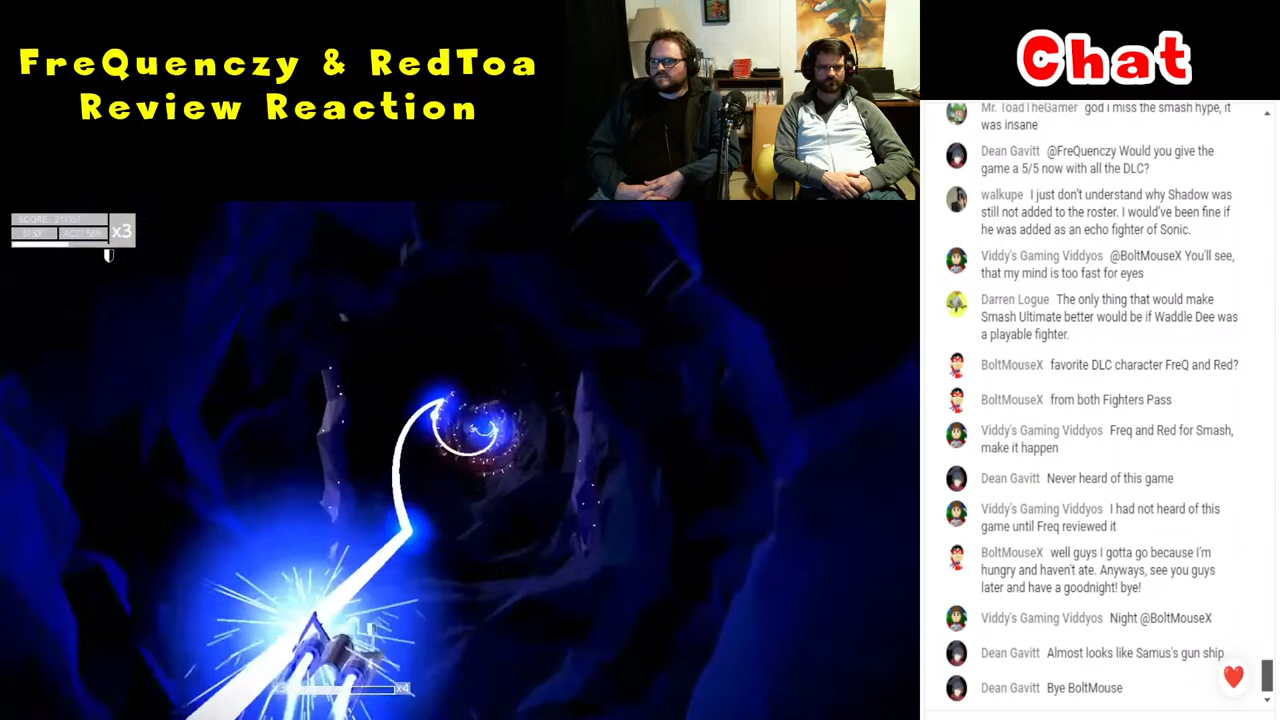 FreQuenczy & RedToa
Review Reaction
Chat
SCORE - 211951
x3
x4
Mr. ToadTheGamer god i miss the smash hype, it
was insane
Dean Gavitt @FreQuenczy Would you give the
game a 5/5 now with all the DLC?
walkupe I just don't understand why Shadow was
still not added to the roster. I would've been fine if
he was added as an echo fighter of Sonic.
Viddy's Gaming Viddyos @BoltMouseX You'll see,
that my mind is too fast for eyes
Darren Logue The only thing that would make
Smash Ultimate better would be if Waddle Dee was
a playable fighter.
BoltMouseX favorite DLC character FreQ and Red?
BoltMouseX from both Fighters Pass
Viddy's Gaming Viddyos Freq and Red for Smash,
make it happen
Dean Gavitt Never heard of this game
Viddy's Gaming Viddyos I had not heard of this
game until Freq reviewed it
BoltMouseX well guys I gotta go because I'm
hungry and haven't ate. Anyways, see you guys
later and have a goodnight! bye!
Viddy's Gaming Viddyos Night @BoltMouseX
Dean Gavitt Almost looks like Samus's gun ship
Dean Gavitt Bye BoltMouse